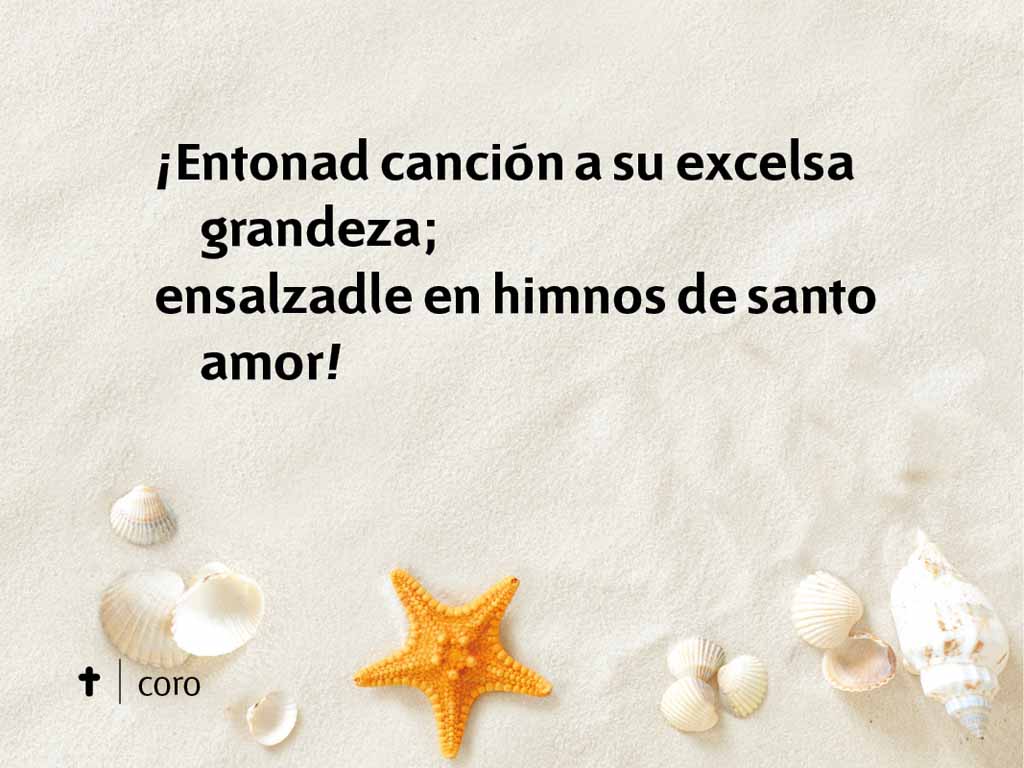 ¡Entonad canción a su excelsa
grandeza;
ensalzadle en himnos de santo
amor!
✝ | coro